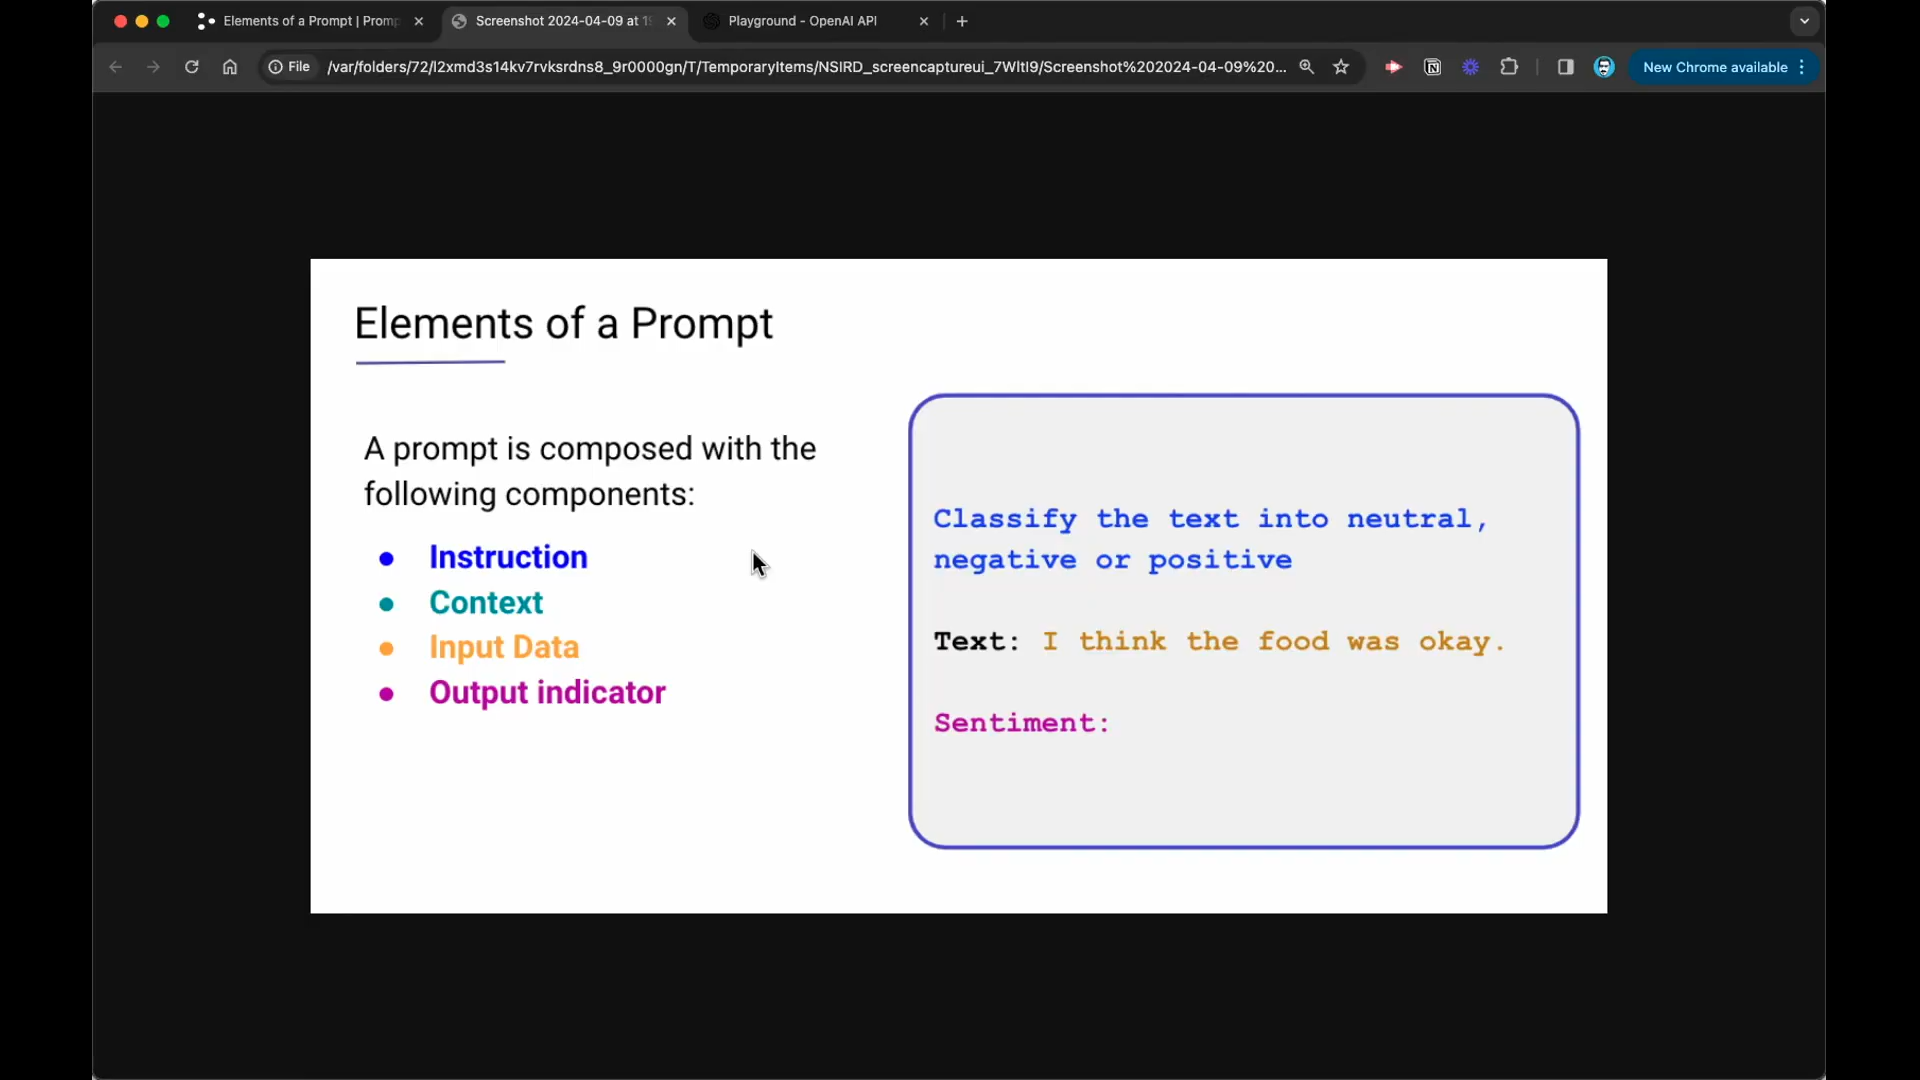 Elements of a Prompt | Promp
Screenshot 2024-04-09 at 1
Playground - OpenAI API
File
/var/folders/72/l2xmd3s14kv7rvksrdns8_9r0000gn/T/TemporaryItems/NSIRD_screencaptureui_7WltI9/Screenshot%202024-04-09%20...
New Chrome available
Elements of a Prompt
A prompt is composed with the
following components:
● Instruction
● Context
● Input Data
● Output indicator
Classify the text into neutral,
negative or positive
Text: I think the food was okay.
Sentiment: